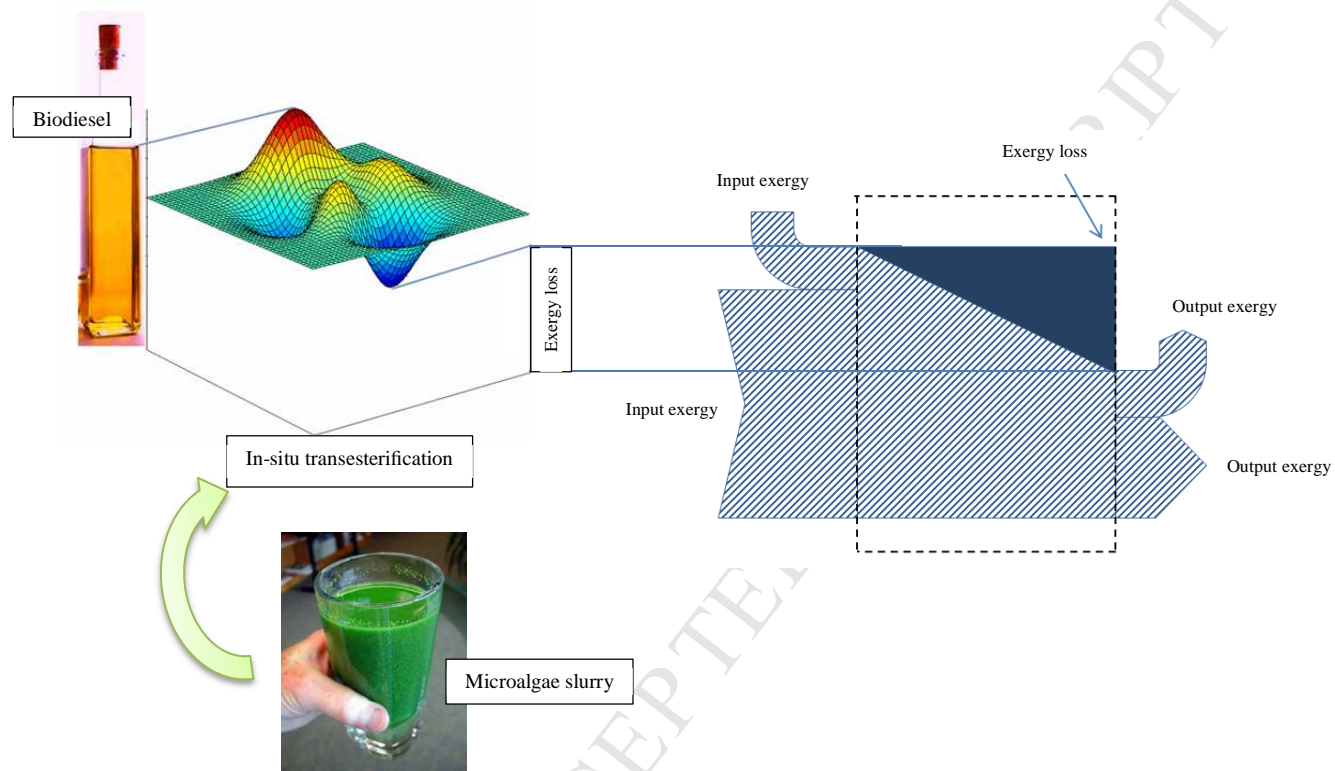 Biodiesel
Exergy loss
Input exergy
Exergy loss
Output exergy
Input exergy
Output exergy
In-situ transesterification
Microalgae slurry